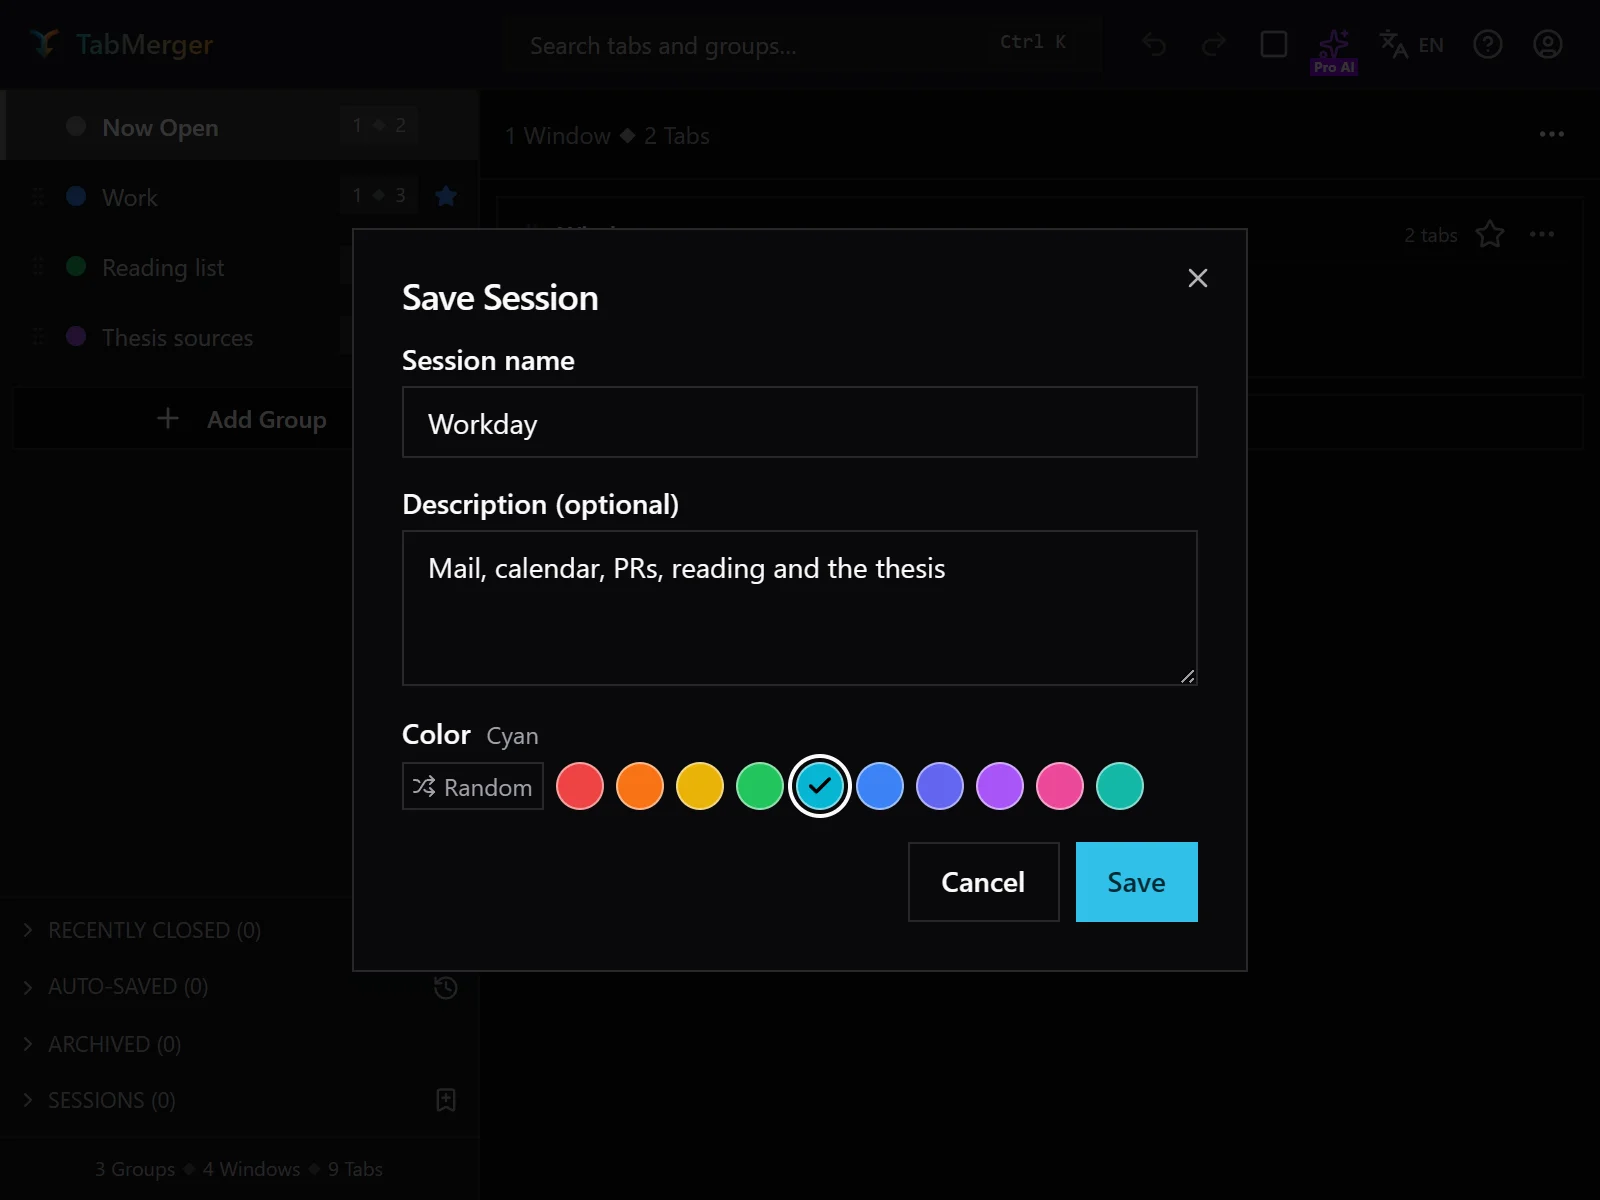 TabMerger
Search tabs and groups...
Ctrl K
Pro AI
EN
Now Open
1 ◆ 2
1 Window ◆ 2 Tabs
Work
1 ◆ 3
2 tabs
Reading list
Thesis sources
Add Group
Save Session
Session name
Workday
Description (optional)
Mail, calendar, PRs, reading and the thesis
Color Cyan
Random
Cancel
Save
RECENTLY CLOSED (0)
AUTO-SAVED (0)
ARCHIVED (0)
SESSIONS (0)
3 Groups ◆ 4 Windows ◆ 9 Tabs